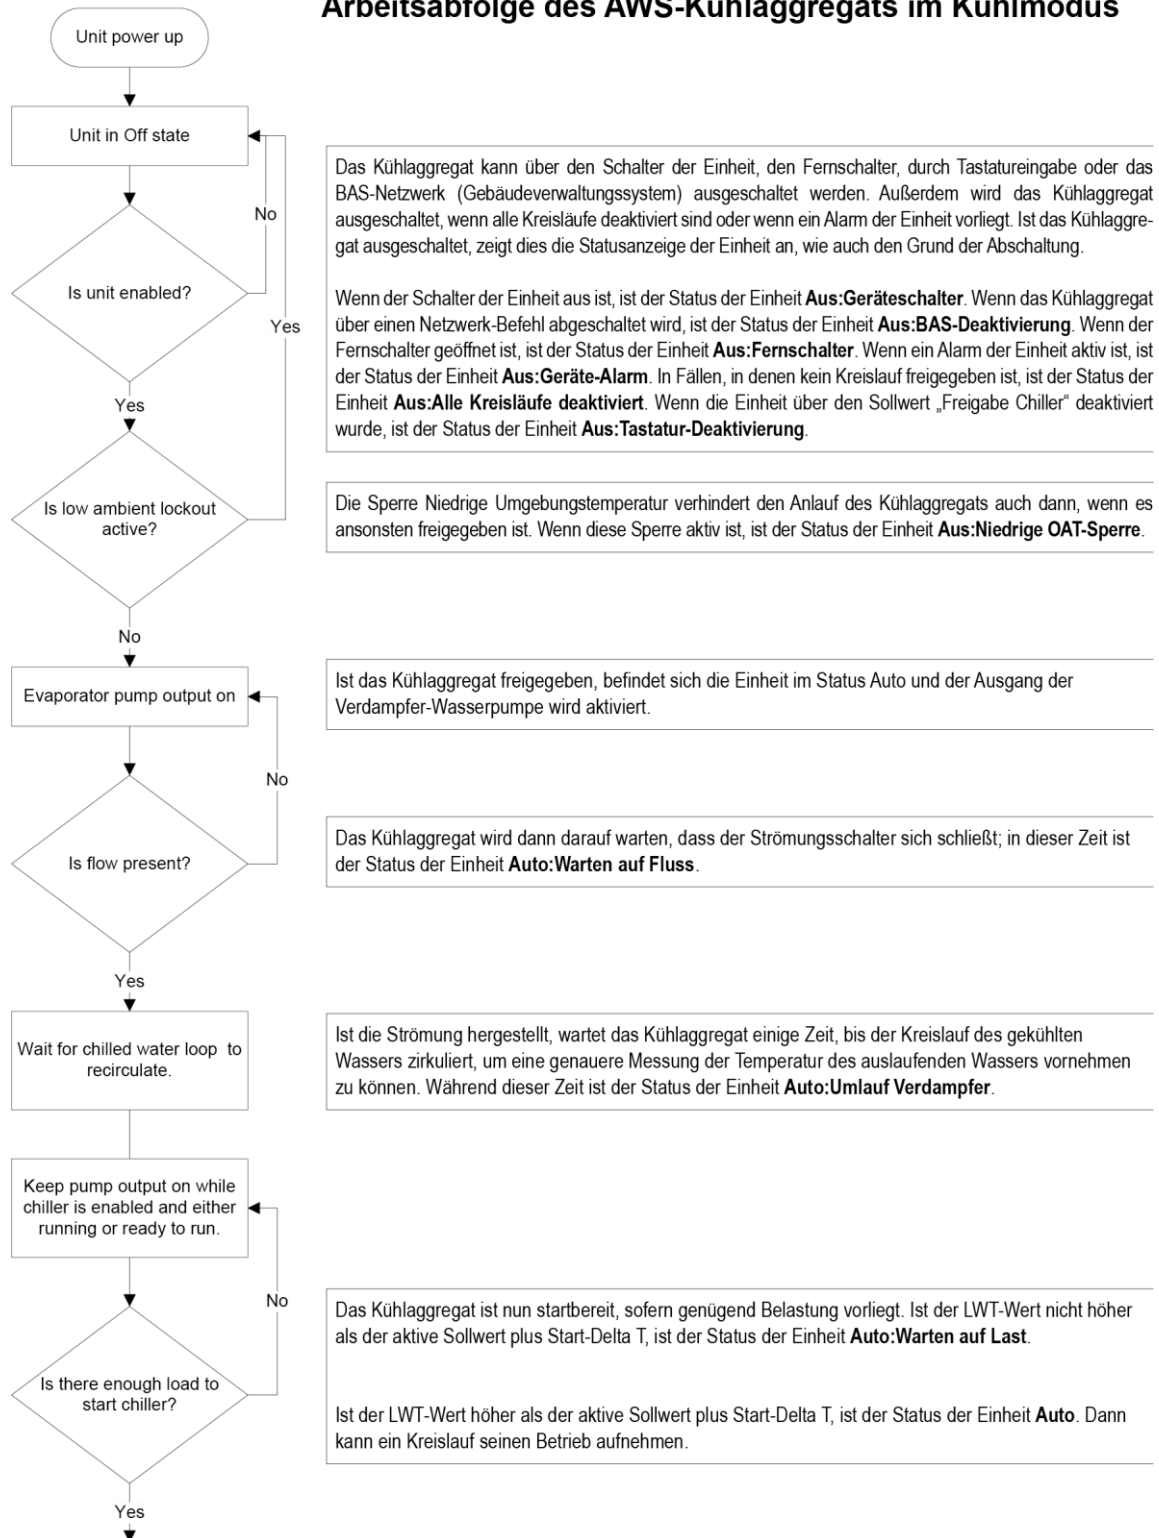 Arbeitsabfolge des AWS-Kühlaggregats im Kühlmodus
Unit power up
Unit in Off state
Das Kühlaggregat kann über den Schalter der Einheit, den Fernschalter, durch Tastatureingabe oder das
BAS-Netzwerk (Gebäudeverwaltungssystem) ausgeschaltet werden. Außerdem wird das Kühlaggregat
ausgeschaltet, wenn alle Kreisläufe deaktiviert sind oder wenn ein Alarm der Einheit vorliegt. Ist das Kühlaggre-
gat ausgeschaltet, zeigt dies die Statusanzeige der Einheit an, wie auch den Grund der Abschaltung.
No
Is unit enabled?
Wenn der Schalter der Einheit aus ist, ist der Status der Einheit Aus:Geräteschalter. Wenn das Kühlaggregat
über einen Netzwerk-Befehl abgeschaltet wird, ist der Status der Einheit Aus:BAS-Deaktivierung. Wenn der
Fernschalter geöffnet ist, ist der Status der Einheit Aus:Fernschalter. Wenn ein Alarm der Einheit aktiv ist, ist
der Status der Einheit Aus:Geräte-Alarm. In Fällen, in denen kein Kreislauf freigegeben ist, ist der Status der
Einheit Aus:Alle Kreisläufe deaktiviert. Wenn die Einheit über den Sollwert „Freigabe Chiller“ deaktiviert
wurde, ist der Status der Einheit Aus:Tastatur-Deaktivierung.
Yes
Yes
Is low ambient lockout
active?
Die Sperre Niedrige Umgebungstemperatur verhindert den Anlauf des Kühlaggregats auch dann, wenn es
ansonsten freigegeben ist. Wenn diese Sperre aktiv ist, ist der Status der Einheit Aus:Niedrige OAT-Sperre.
No
Evaporator pump output on
Ist das Kühlaggregat freigegeben, befindet sich die Einheit im Status Auto und der Ausgang der
Verdampfer-Wasserpumpe wird aktiviert.
No
Is flow present?
Das Kühlaggregat wird dann darauf warten, dass der Strömungsschalter sich schließt; in dieser Zeit ist
der Status der Einheit Auto:Warten auf Fluss.
Yes
Wait for chilled water loop to
recirculate.
Ist die Strömung hergestellt, wartet das Kühlaggregat einige Zeit, bis der Kreislauf des gekühlten
Wassers zirkuliert, um eine genauere Messung der Temperatur des auslaufenden Wassers vornehmen
zu können. Während dieser Zeit ist der Status der Einheit Auto:Umlauf Verdampfer.
Keep pump output on while
chiller is enabled and either
running or ready to run.
No
Is there enough load to
start chiller?
Das Kühlaggregat ist nun startbereit, sofern genügend Belastung vorliegt. Ist der LWT-Wert nicht höher
als der aktive Sollwert plus Start-Delta T, ist der Status der Einheit Auto:Warten auf Last.
Ist der LWT-Wert höher als der aktive Sollwert plus Start-Delta T, ist der Status der Einheit Auto. Dann
kann ein Kreislauf seinen Betrieb aufnehmen.
Yes